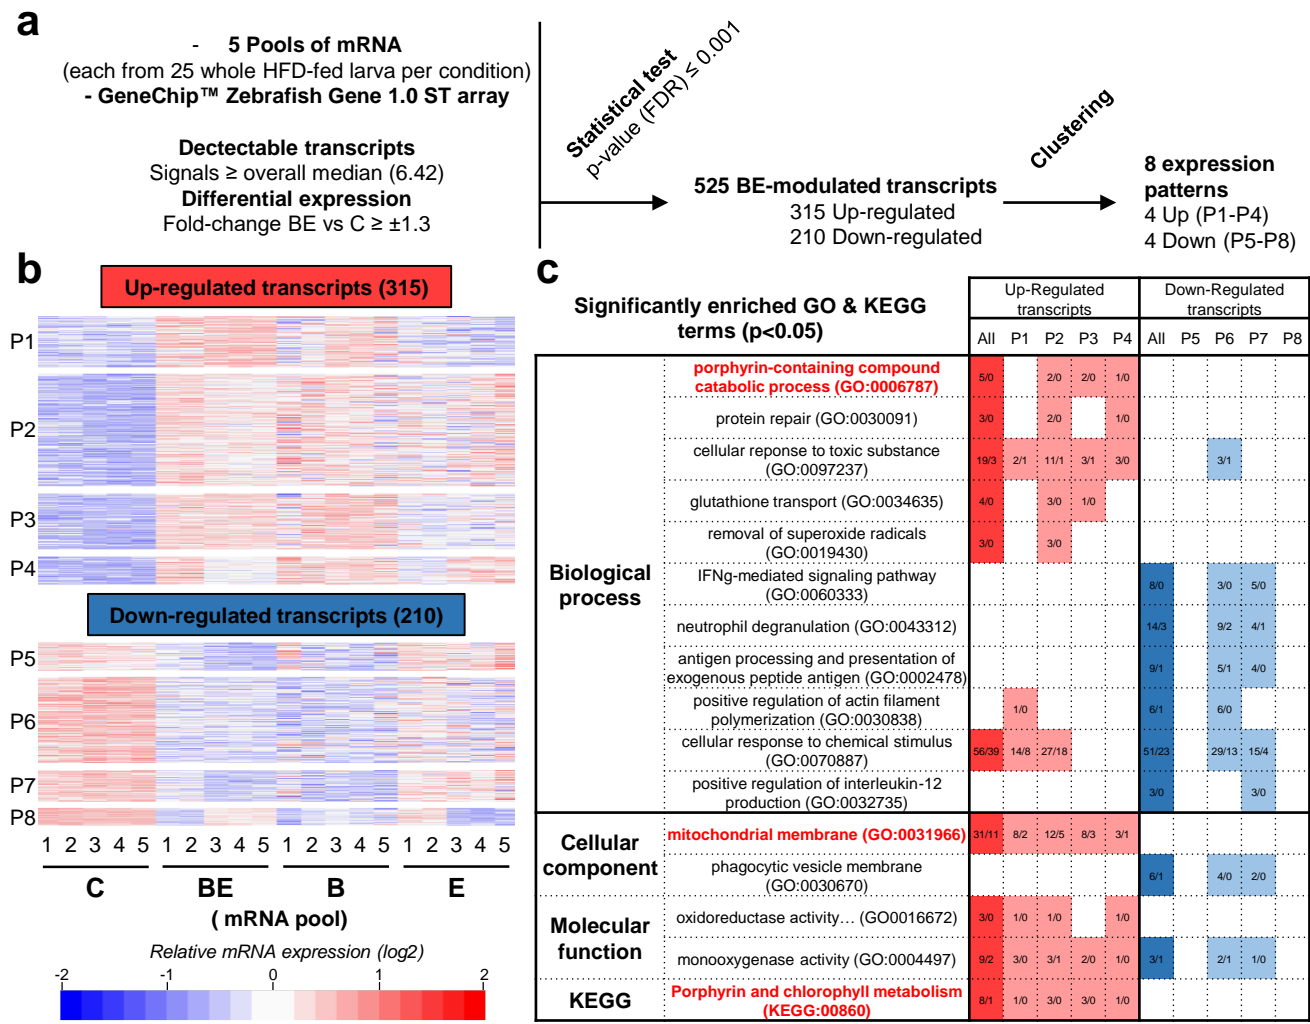 a
- 5 Pools of mRNA
(each from 25 whole HFD-fed larva per condition)
- GeneChip™ Zebrafish Gene 1.0 ST array
Dectectable transcripts
Signals ≥ overall median (6.42)
Differential expression
Fold-change BE vs C ≥ ±1.3
Statistical test
p-value (FDR) ≤ 0.001
525 BE-modulated transcripts
315 Up-regulated
210 Down-regulated
Clustering
8 expression
patterns
4 Up (P1-P4)
4 Down (P5-P8)
b
Up-regulated transcripts (315)
P1
P2
P3
P4
Down-regulated transcripts (210)
P5
P6
P7
P8
1 2 3 4 5 1 2 3 4 5 1 2 3 4 5 1 2 3 4 5
C BE B E
( mRNA pool)
Relative mRNA expression (log2)
-2 -1 0 1 2
c
Significantly enriched GO & KEGG
terms (p<0.05)
Up-Regulated
transcripts
Down-Regulated
transcripts
All P1 P2 P3 P4 All P5 P6 P7 P8
Biological
process
porphyrin-containing compound
catabolic process (GO:0006787)
5/0 2/0 2/0 1/0
protein repair (GO:0030091)
3/0 2/0 1/0
cellular reponse to toxic substance
(GO:0097237)
19/3 2/1 11/1 3/1 3/0 3/1
glutathione transport (GO:0034635)
4/0 3/0 1/0
removal of superoxide radicals
(GO:0019430)
3/0 3/0
IFNg-mediated signaling pathway
(GO:0060333)
8/0 3/0 5/0
neutrophil degranulation (GO:0043312)
14/3 9/2 4/1
antigen processing and presentation of
exogenous peptide antigen (GO:0002478)
9/1 5/1 4/0
positive regulation of actin filament
polymerization (GO:0030838)
1/0 6/1 6/0
cellular response to chemical stimulus
(GO:0070887)
56/39 14/8 27/18 51/23 29/13 15/4
positive regulation of interleukin-12
production (GO:0032735)
3/0 3/0
Cellular
component
mitochondrial membrane (GO:0031966)
31/11 8/2 12/5 8/3 3/1
phagocytic vesicle membrane
(GO:0030670)
6/1 4/0 2/0
Molecular
function
oxidoreductase activity… (GO0016672)
3/0 1/0 1/0 1/0
monooxygenase activity (GO:0004497)
9/2 3/0 3/1 2/0 1/0 3/1 2/1 1/0
KEGG
Porphyrin and chlorophyll metabolism
(KEGG:00860)
8/1 1/0 3/0 3/0 1/0